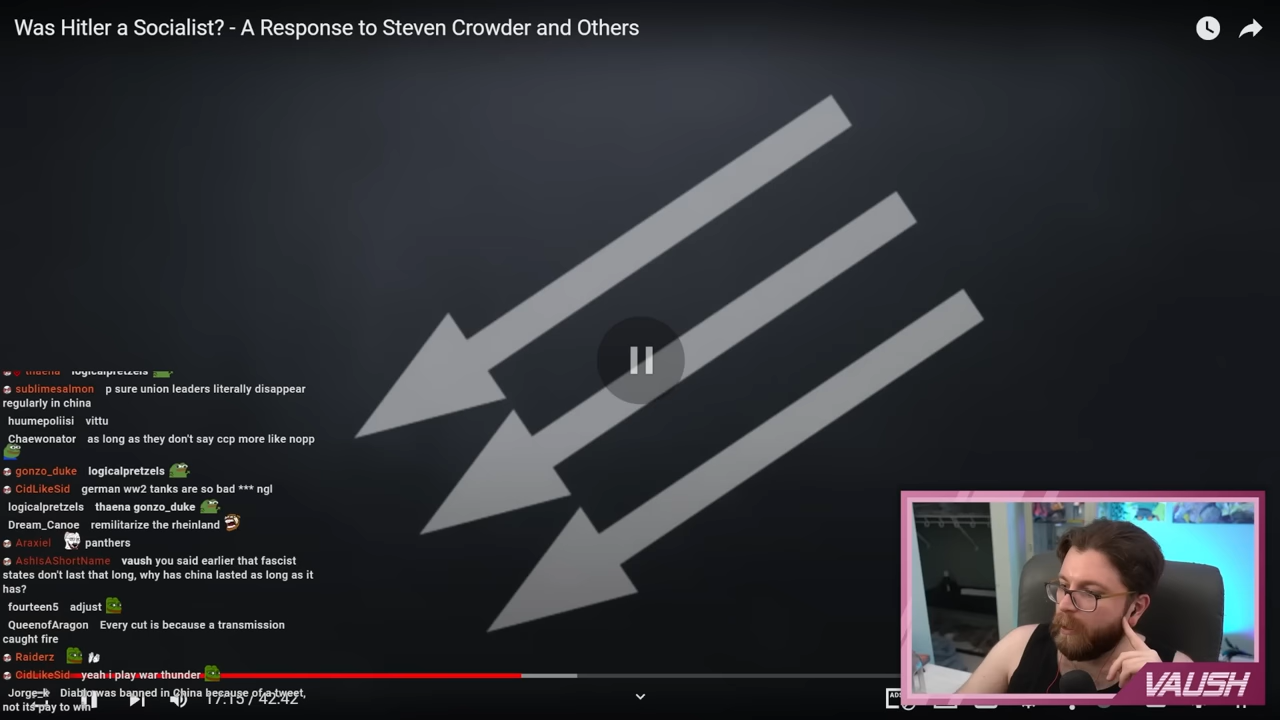 Was Hitler a Socialist? - A Response to Steven Crowder and Others
thaena logicalpretzels
sublimesalmon p sure union leaders literally disappear
regularly in china
huumepoliisi vittu
Chaewonator as long as they don't say ccp more like nopp
gonzo_duke logicalpretzels
CidLikeSid german ww2 tanks are so bad *** ngl
logicalpretzels thaena gonzo_duke
Dream_Canoe remilitarize the rheinland
Araxiel panthers
AshIsAShortName vaush you said earlier that fascist
states don't last that long, why has china lasted as long as it
has?
fourteen5 adjust
QueenofAragon Every cut is because a transmission
caught fire
Raiderz
CidLikeSid yeah i play war thunder
Diablo was banned in China because of a tweet,
not its pay to win
17:15 / 42:42
VAUSH